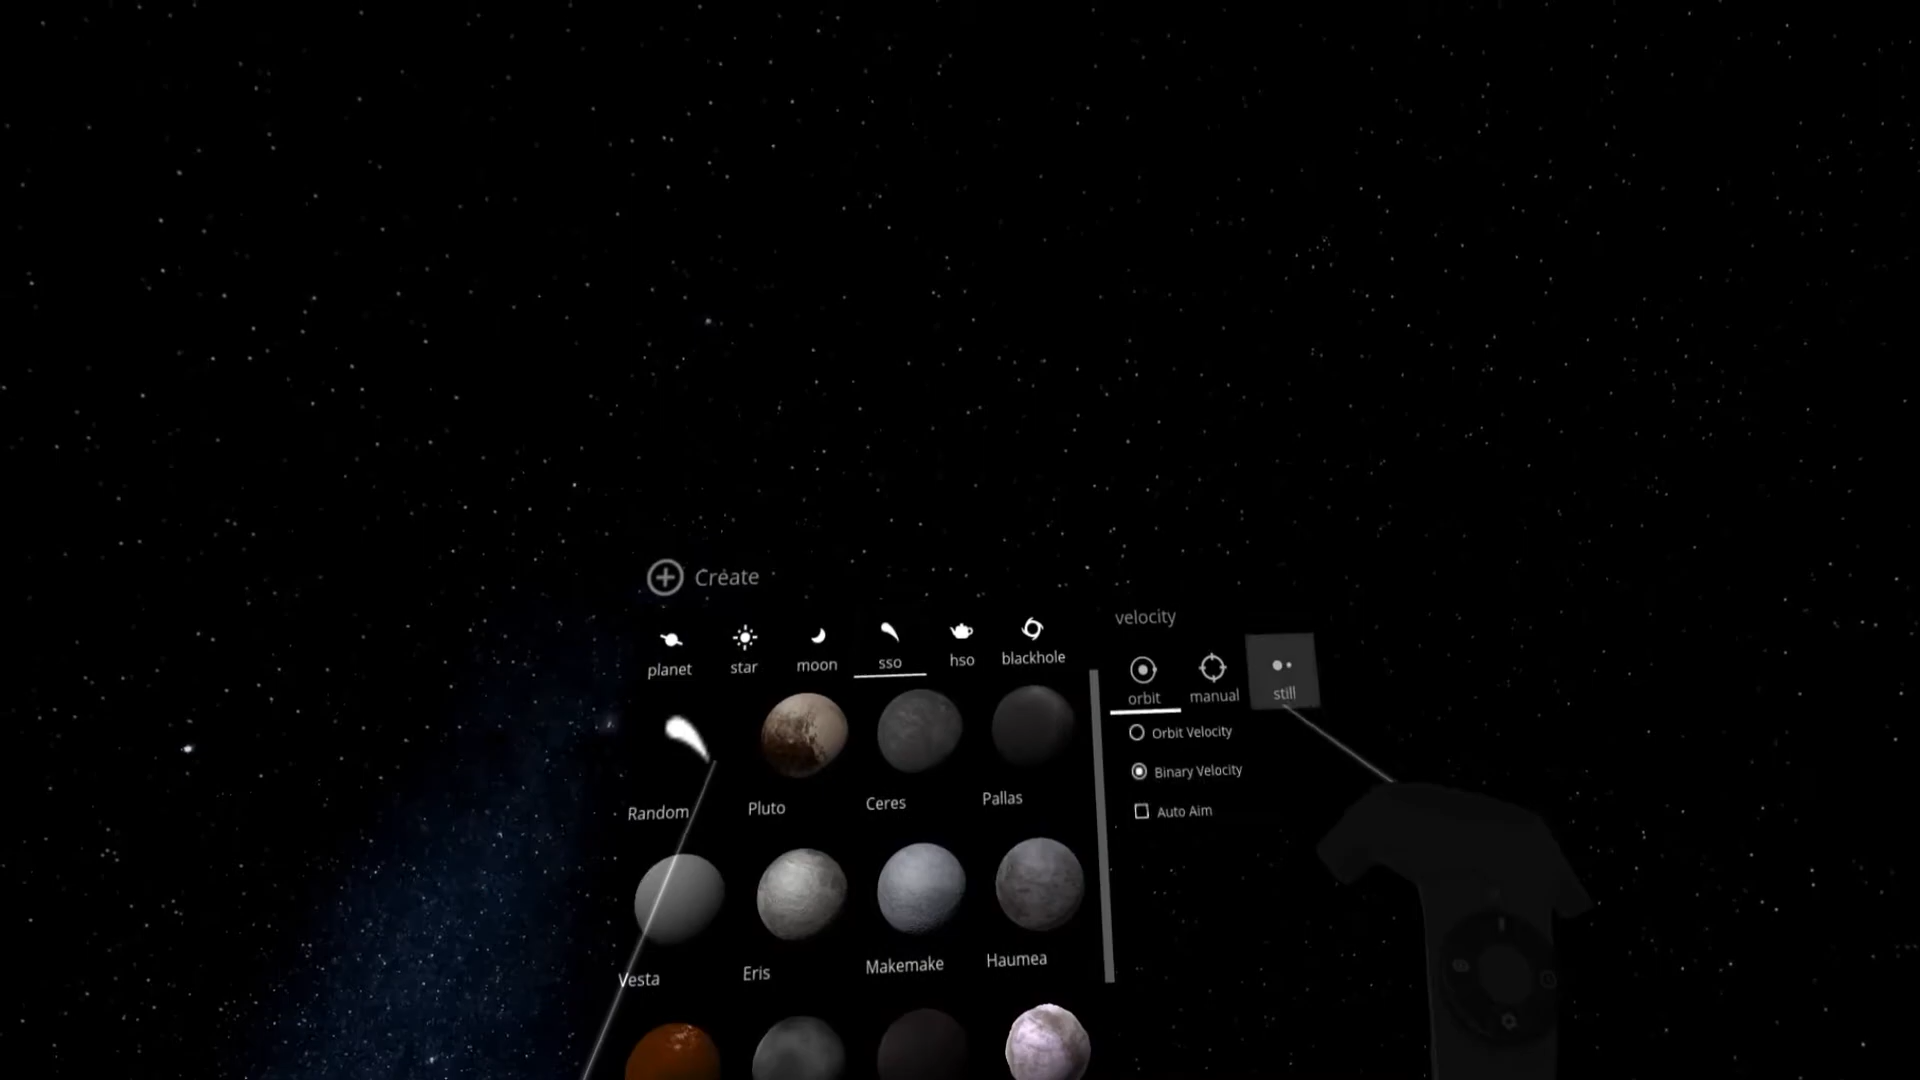 Create
planet star moon sso hso blackhole
Random Pluto Ceres Pallas
Vesta Eris Makemake Haumea
velocity
orbit manual still
Orbit Velocity
Binary Velocity
Auto Aim